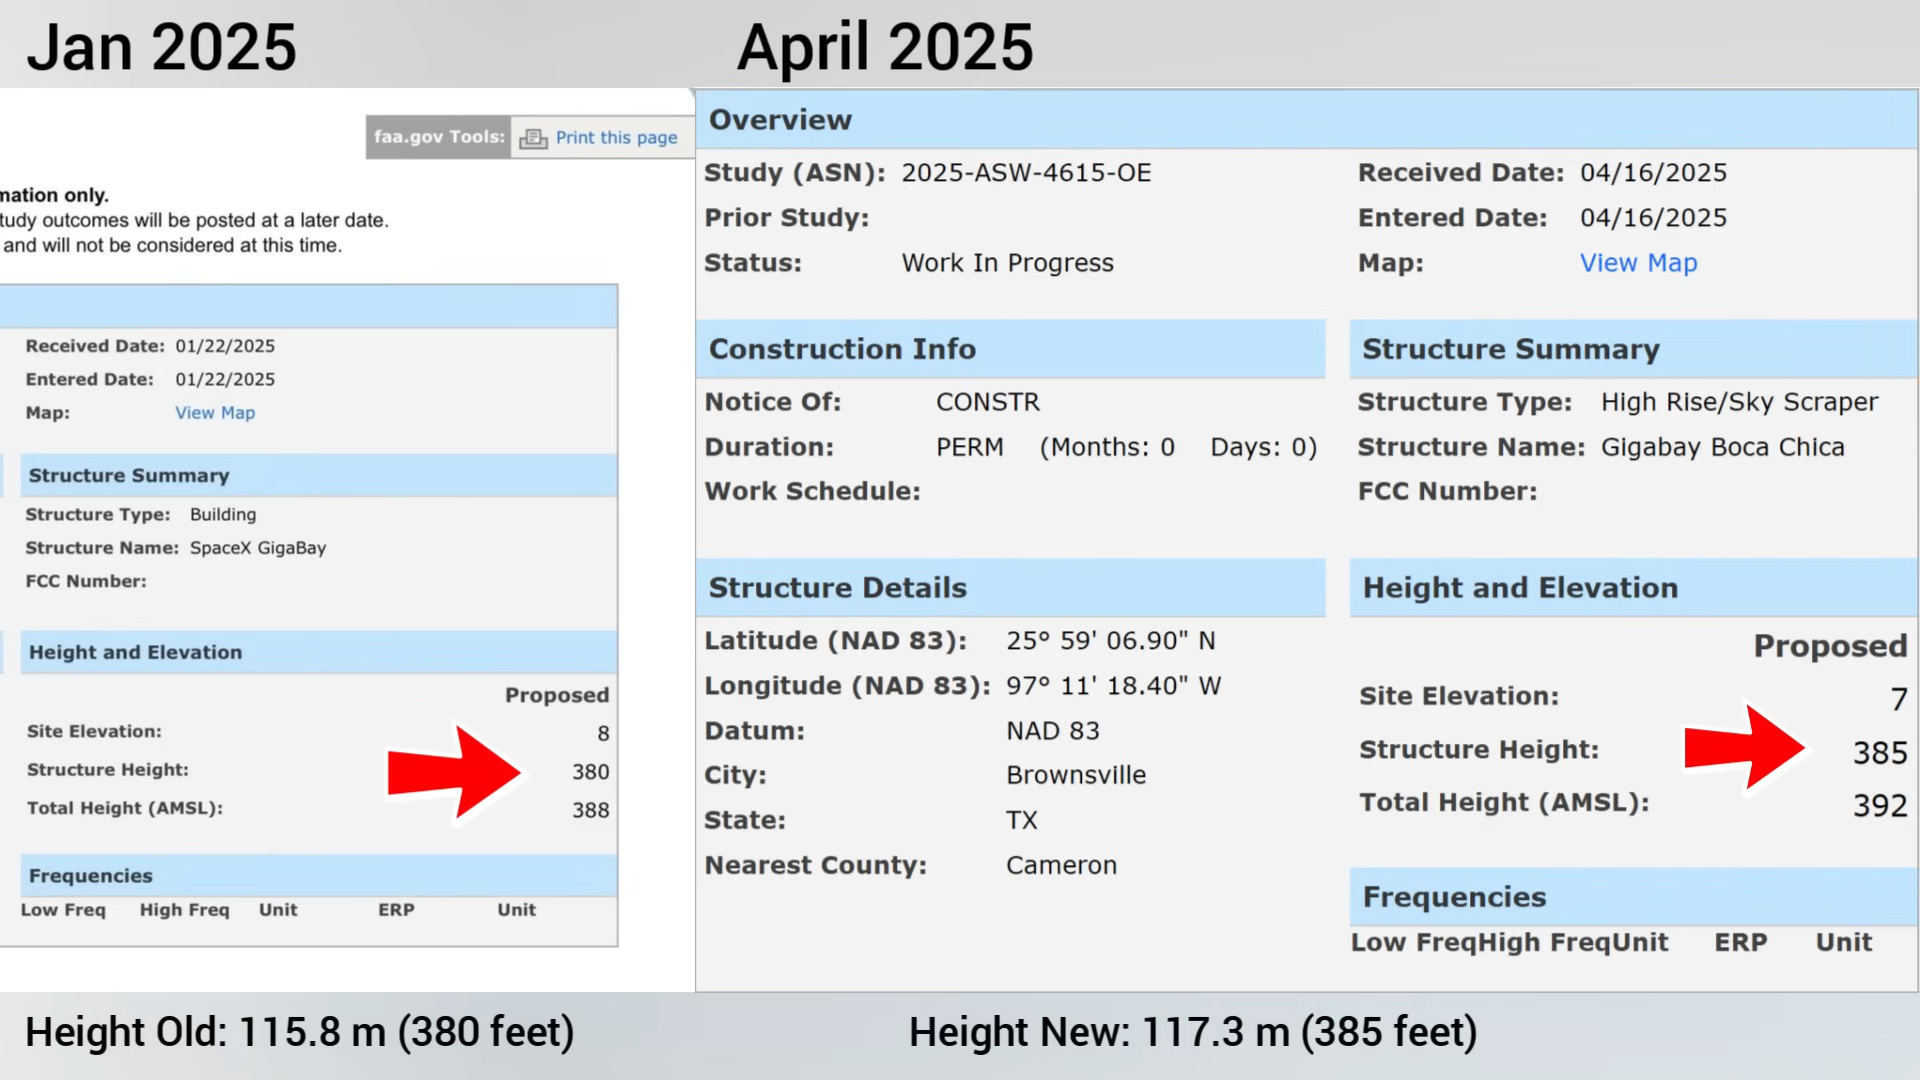 Jan 2025
April 2025
faa.gov Tools: Print this page
mation only.
tudy outcomes will be posted at a later date.
and will not be considered at this time.
Received Date: 01/22/2025
Entered Date: 01/22/2025
Map: View Map
Structure Summary
Structure Type: Building
Structure Name: SpaceX GigaBay
FCC Number:
Height and Elevation
Proposed
Site Elevation: 8
Structure Height: 380
Total Height (AMSL): 388
Frequencies
Low Freq High Freq Unit ERP Unit
Height Old: 115.8 m (380 feet)
Overview
Study (ASN): 2025-ASW-4615-OE
Prior Study:
Status: Work In Progress
Received Date: 04/16/2025
Entered Date: 04/16/2025
Map: View Map
Construction Info
Notice Of: CONSTR
Duration: PERM (Months: 0 Days: 0)
Work Schedule:
Structure Summary
Structure Type: High Rise/Sky Scraper
Structure Name: Gigabay Boca Chica
FCC Number:
Structure Details
Latitude (NAD 83): 25° 59' 06.90" N
Longitude (NAD 83): 97° 11' 18.40" W
Datum: NAD 83
City: Brownsville
State: TX
Nearest County: Cameron
Height and Elevation
Proposed
Site Elevation: 7
Structure Height: 385
Total Height (AMSL): 392
Frequencies
Low FreqHigh FreqUnit ERP Unit
Height New: 117.3 m (385 feet)